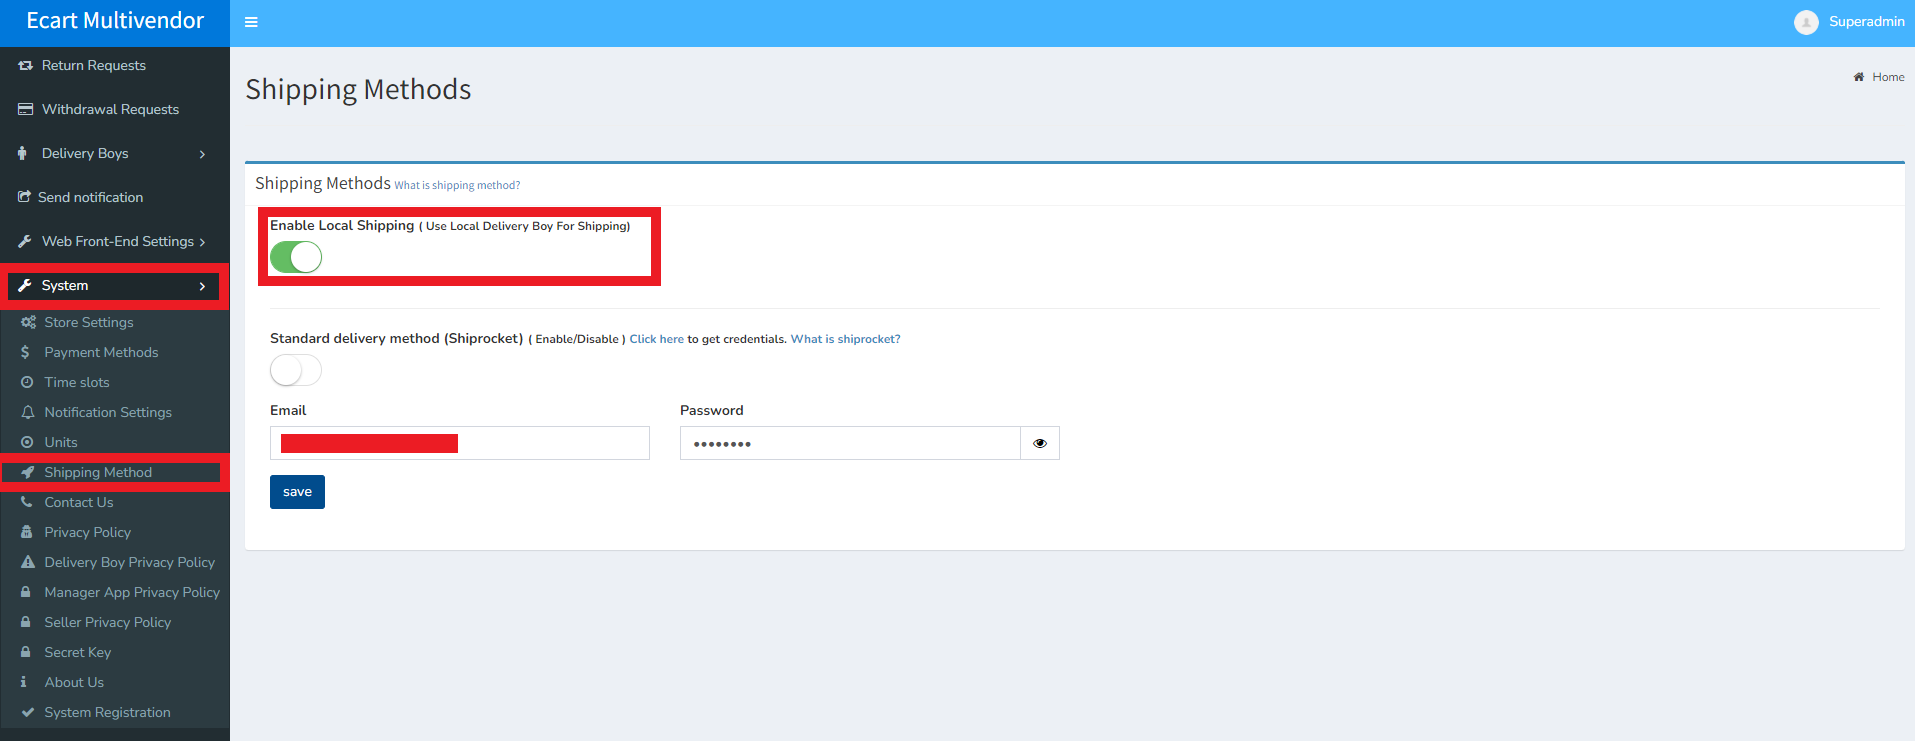 Ecart Multivendor
Superadmin
Return Requests
Withdrawal Requests
Delivery Boys
Send notification
Web Front-End Settings
System
Store Settings
Payment Methods
Time slots
Notification Settings
Units
Shipping Method
Contact Us
Privacy Policy
Delivery Boy Privacy Policy
Manager App Privacy Policy
Seller Privacy Policy
Secret Key
About Us
System Registration
Shipping Methods
Home
Shipping Methods What is shipping method?
Enable Local Shipping ( Use Local Delivery Boy For Shipping)
Standard delivery method (Shiprocket) ( Enable/Disable ) Click here to get credentials. What is shiprocket?
Email Password
••••••••
save